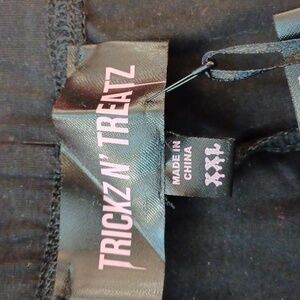 TRICKZ N' TREATZ
MADE IN
CHINA
XXL